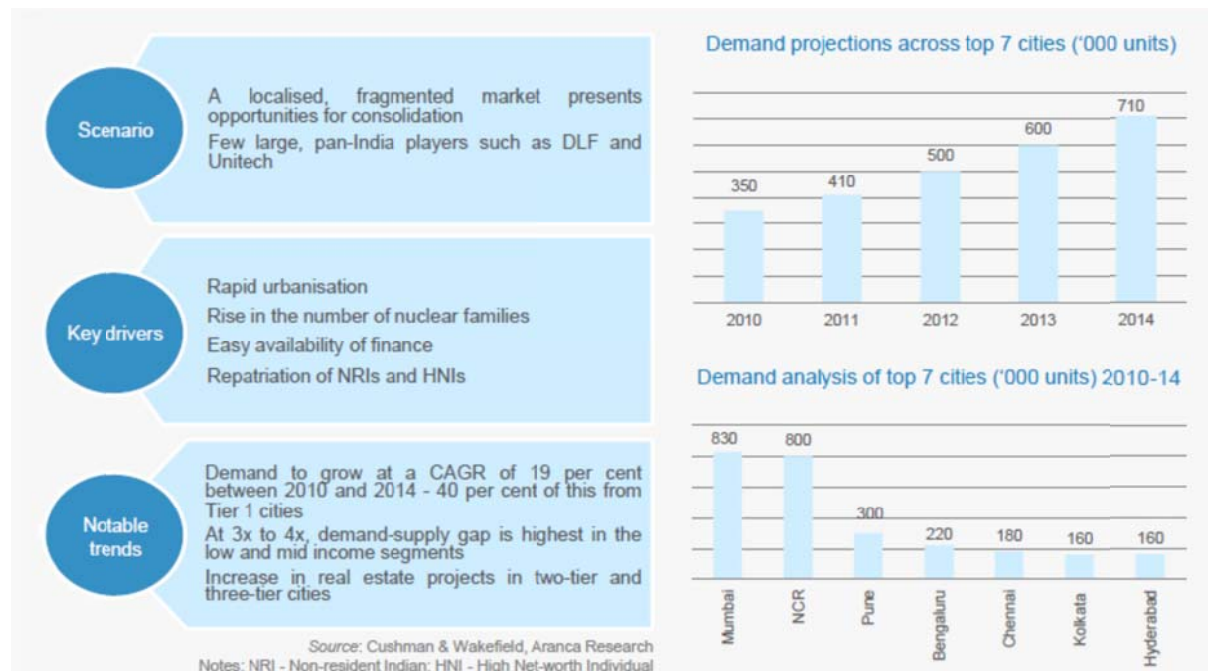 Scenario
A localised, fragmented market presents
opportunities for consolidation
Few large, pan-India players such as DLF and
Unitech
Key drivers
Rapid urbanisation
Rise in the number of nuclear families
Easy availability of finance
Repatriation of NRIs and HNIs
Notable
trends
Demand to grow at a CAGR of 19 per cent
between 2010 and 2014 - 40 per cent of this from
Tier 1 cities
At 3x to 4x, demand-supply gap is highest in the
low and mid income segments
Increase in real estate projects in two-tier and
three-tier cities
Source: Cushman & Wakefield, Aranca Research
Notes: NRI - Non-resident Indian; HNI - High Net-worth Individual
Demand projections across top 7 cities ('000 units)
350 410 500 600 710
2010 2011 2012 2013 2014
Demand analysis of top 7 cities ('000 units) 2010-14
830 800 300 220 180 160 160
Mumbai NCR Pune Bengaluru Chennai Kolkata Hyderabad